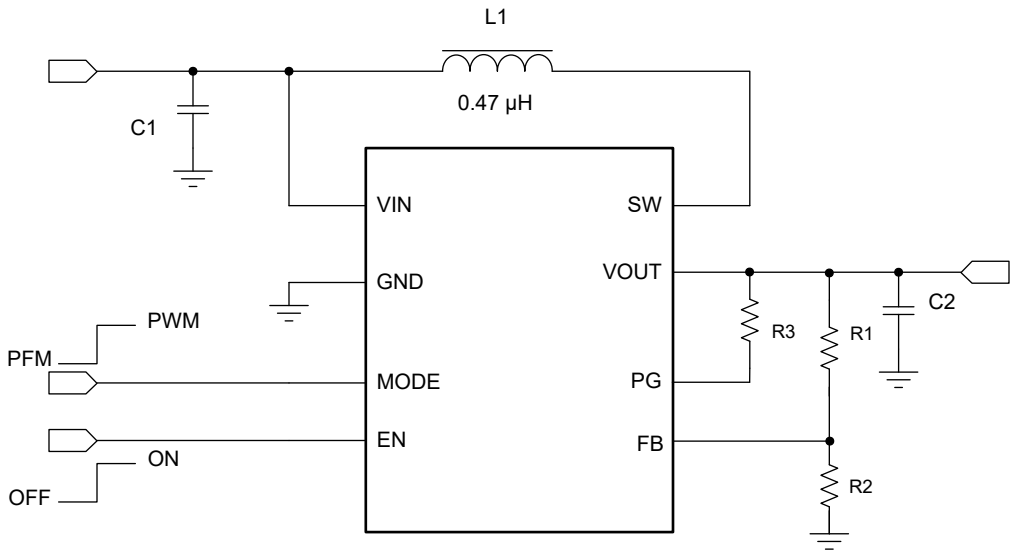 L1
0.47 µH
C1
VIN
SW
VOUT
GND
C2
PWM
R3
R1
PFM
MODE
PG
EN
FB
ON
OFF
R2